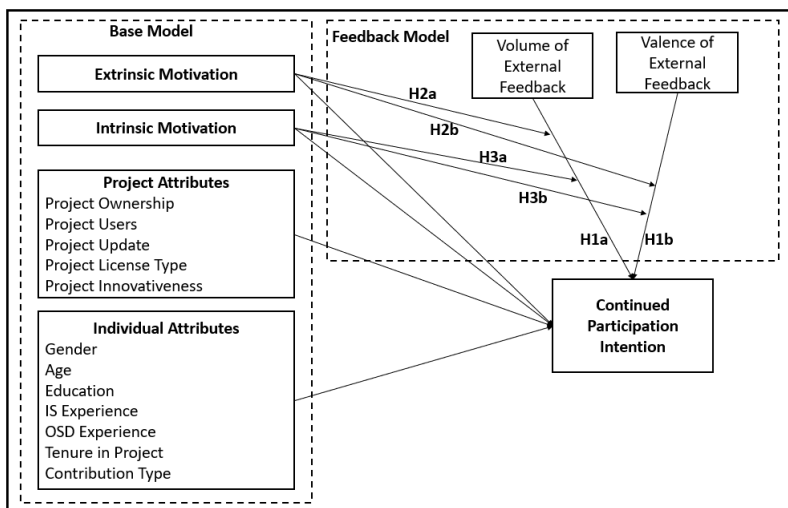 Base Model
Extrinsic Motivation
Intrinsic Motivation
Project Attributes
Project Ownership
Project Users
Project Update
Project License Type
Project Innovativeness
Individual Attributes
Gender
Age
Education
IS Experience
OSD Experience
Tenure in Project
Contribution Type
Feedback Model
Volume of
External
Feedback
Valence of
External
Feedback
H2a
H2b
H3a
H3b
H1a
H1b
Continued
Participation
Intention